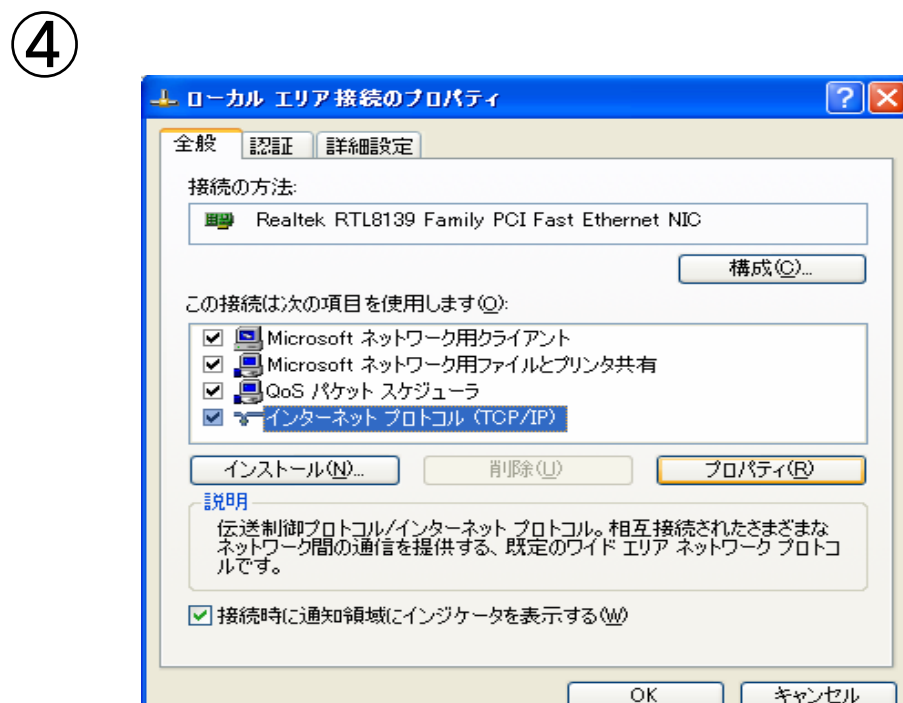 ④
ローカル エリア接続のプロパティ
全般 認証 詳細設定
接続の方法:
Realtek RTL8139 Family PCI Fast Ethernet NIC
構成(C)...
この接続は次の項目を使用します(O):
Microsoft ネットワーク用クライアント
Microsoft ネットワーク用ファイルとプリンタ共有
QoS パケット スケジューラ
インターネット プロトコル (TCP/IP)
インストール(N)... 削除(U) プロパティ(R)
説明
伝送制御プロトコル/インターネット プロトコル。相互接続されたさまざまな
ネットワーク間の通信を提供する、既定のワイド エリア ネットワーク プロトコ
ルです。
接続時に通知領域にインジケータを表示する(W)
OK キャンセル